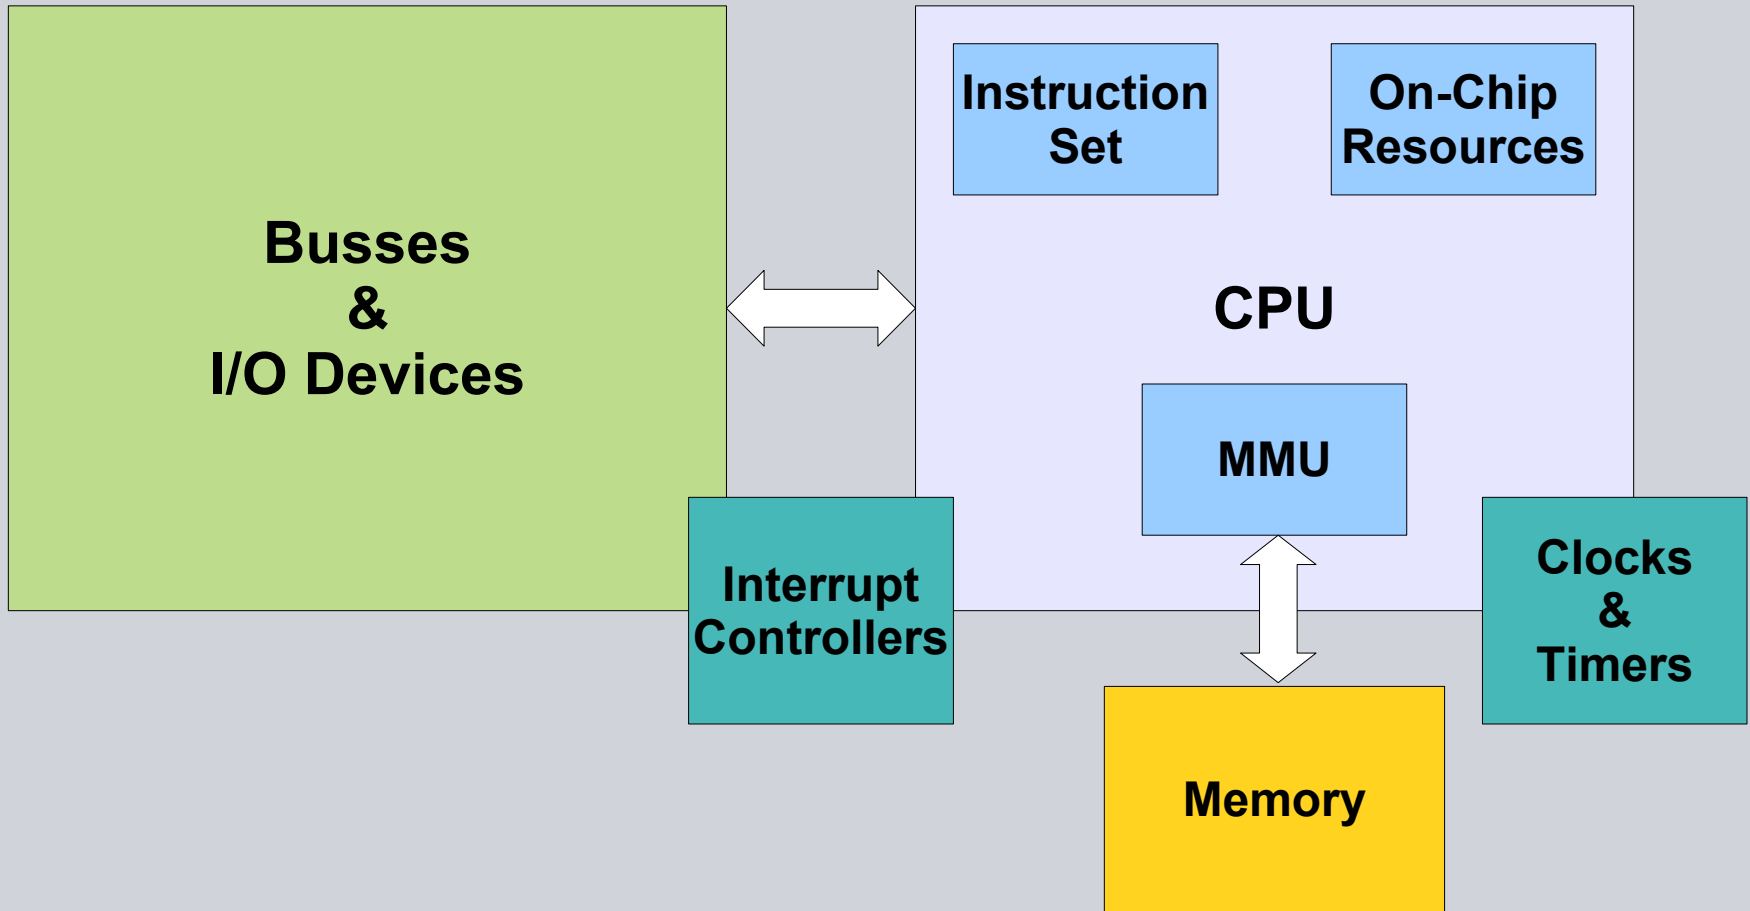 Busses
&
I/O Devices
Instruction
Set
On-Chip
Resources
CPU
MMU
Interrupt
Controllers
Clocks
&
Timers
Memory